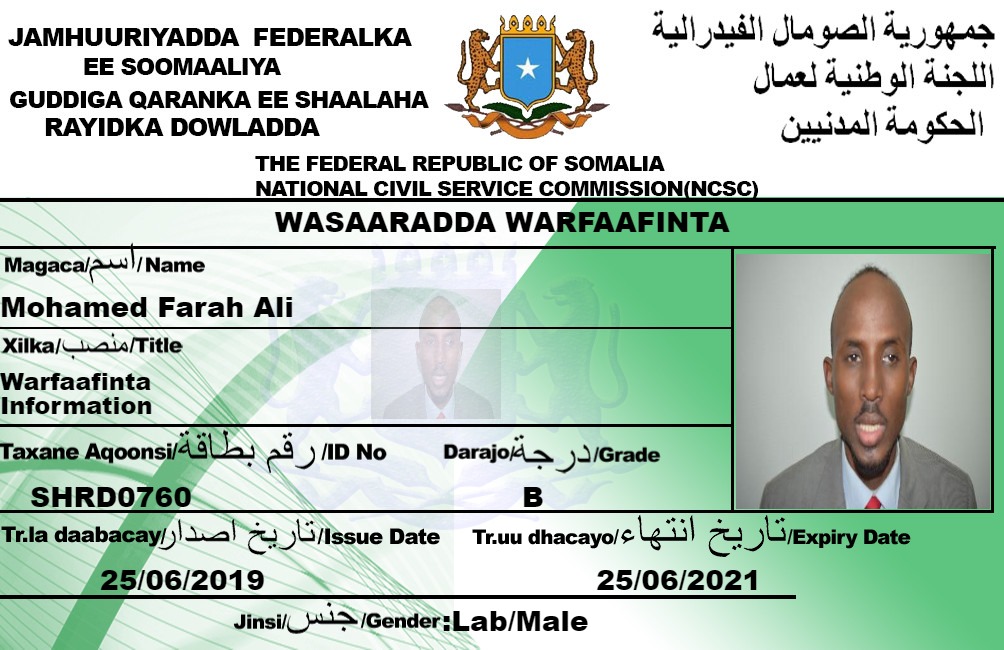 JAMHUURIYADDA FEDERALKA
EE SOOMAALIYA
GUDDIGA QARANKA EE SHAALAHA
RAYIDKA DOWLADDA
جمهورية الصومال الفيدرالية
اللجنة الوطنية لعمال
الحكومة المدنيين
THE FEDERAL REPUBLIC OF SOMALIA
NATIONAL CIVIL SERVICE COMMISSION(NCSC)
WASAARADDA WARFAAFINTA
Magaca/اسم/Name
Mohamed Farah Ali
Xilka/منصب/Title
Warfaafinta
Information
Taxane Aqoonsi/رقم بطاقة/ID No
SHRD0760
Darajo/درجة/Grade
B
Tr.la daabacay/تاريخ اصدار/Issue Date
25/06/2019
Tr.uu dhacayo/تاريخ انتهاء/Expiry Date
25/06/2021
Jinsi/جنس/Gender:Lab/Male